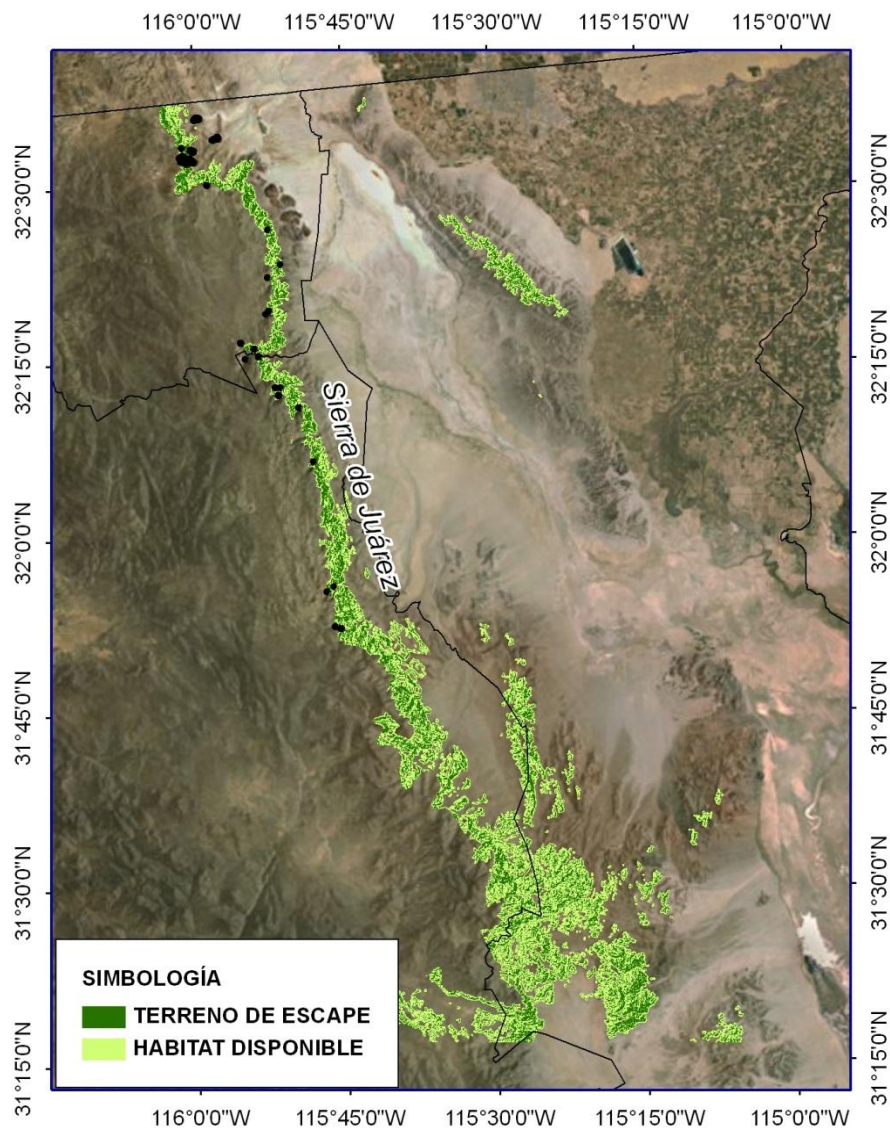 116°0'0"W 115°45'0"W 115°30'0"W 115°15'0"W 115°0'0"W
32°30'0"N 32°30'0"N
32°15'0"N 32°15'0"N
Sierra de Juárez
32°0'0"N 32°0'0"N
31°45'0"N 31°45'0"N
31°30'0"N 31°30'0"N
SIMBOLOGÍA
TERRENO DE ESCAPE
HABITAT DISPONIBLE
31°15'0"N 31°15'0"N
116°0'0"W 115°45'0"W 115°30'0"W 115°15'0"W 115°0'0"W